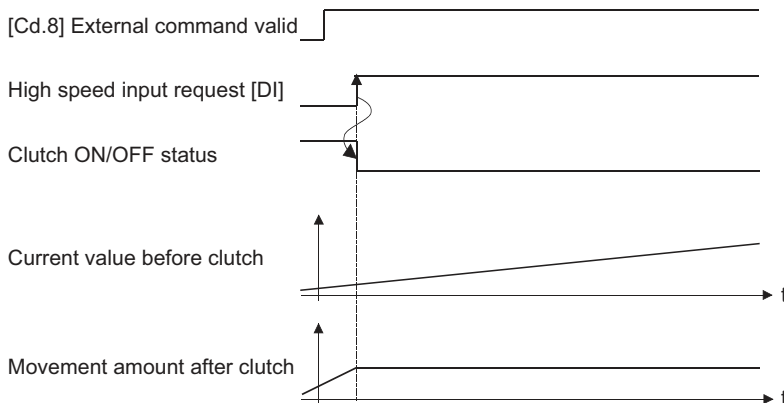 [Cd.8] External command valid
High speed input request [DI]
Clutch ON/OFF status
Current value before clutch
t
Movement amount after clutch
t